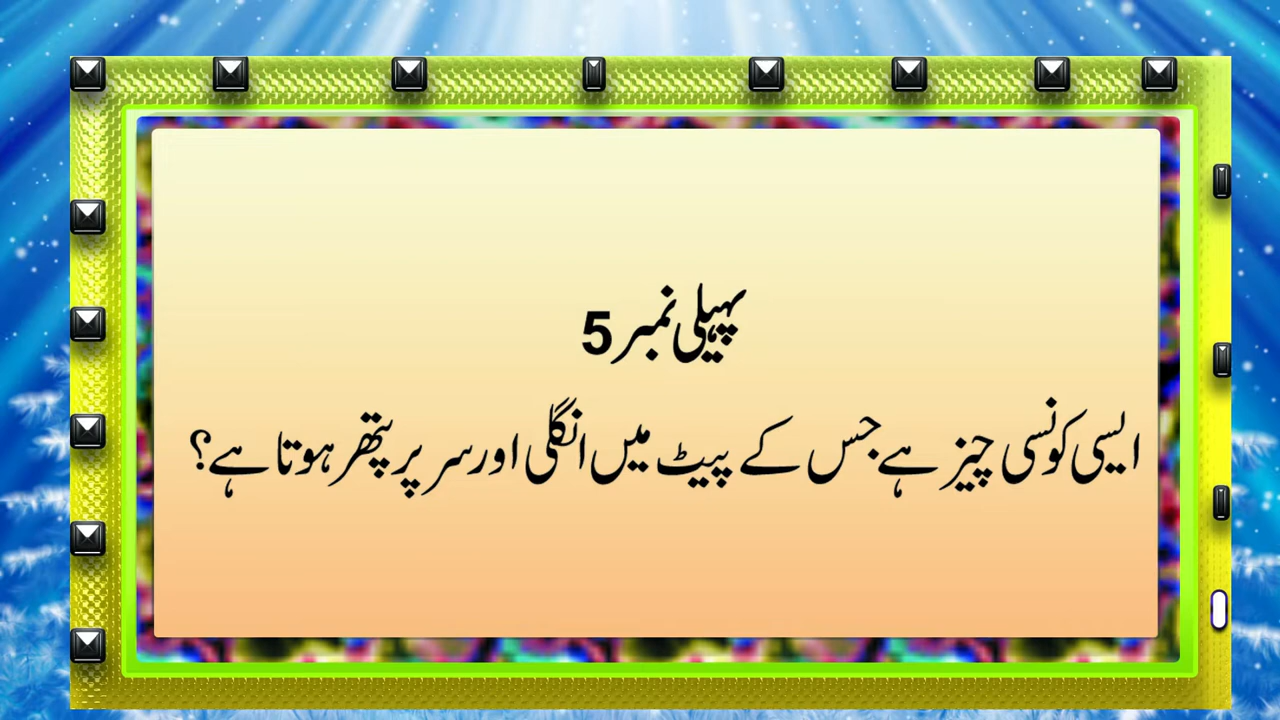 پہیلی نمبر 5
ایسی کونسی چیز ہے جس کے پیٹ میں انگلی اور سر پر پتھر ہوتا ہے؟